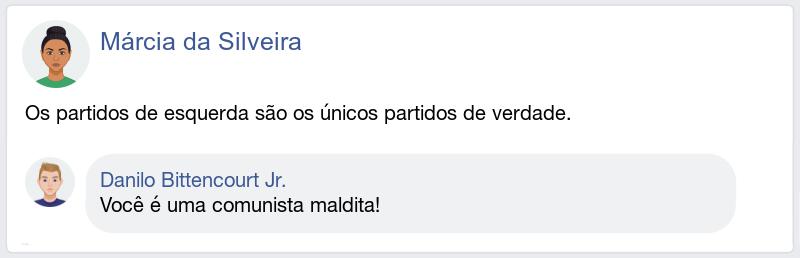 Márcia da Silveira
Os partidos de esquerda são os únicos partidos de verdade.
Danilo Bittencourt Jr.
Você é uma comunista maldita!